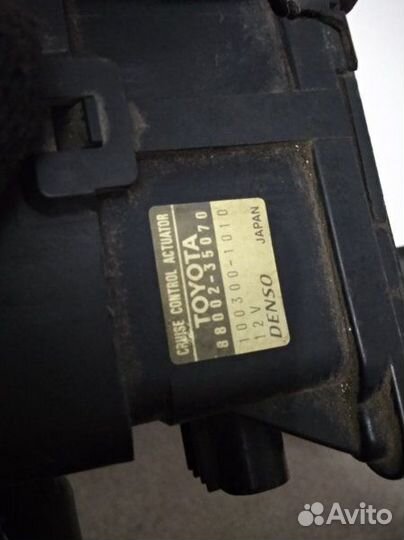 CRUISE CONTROL ACTUATOR
TOYOTA
88002-35070
100300-1010
12V
DENSO JAPAN
Avito